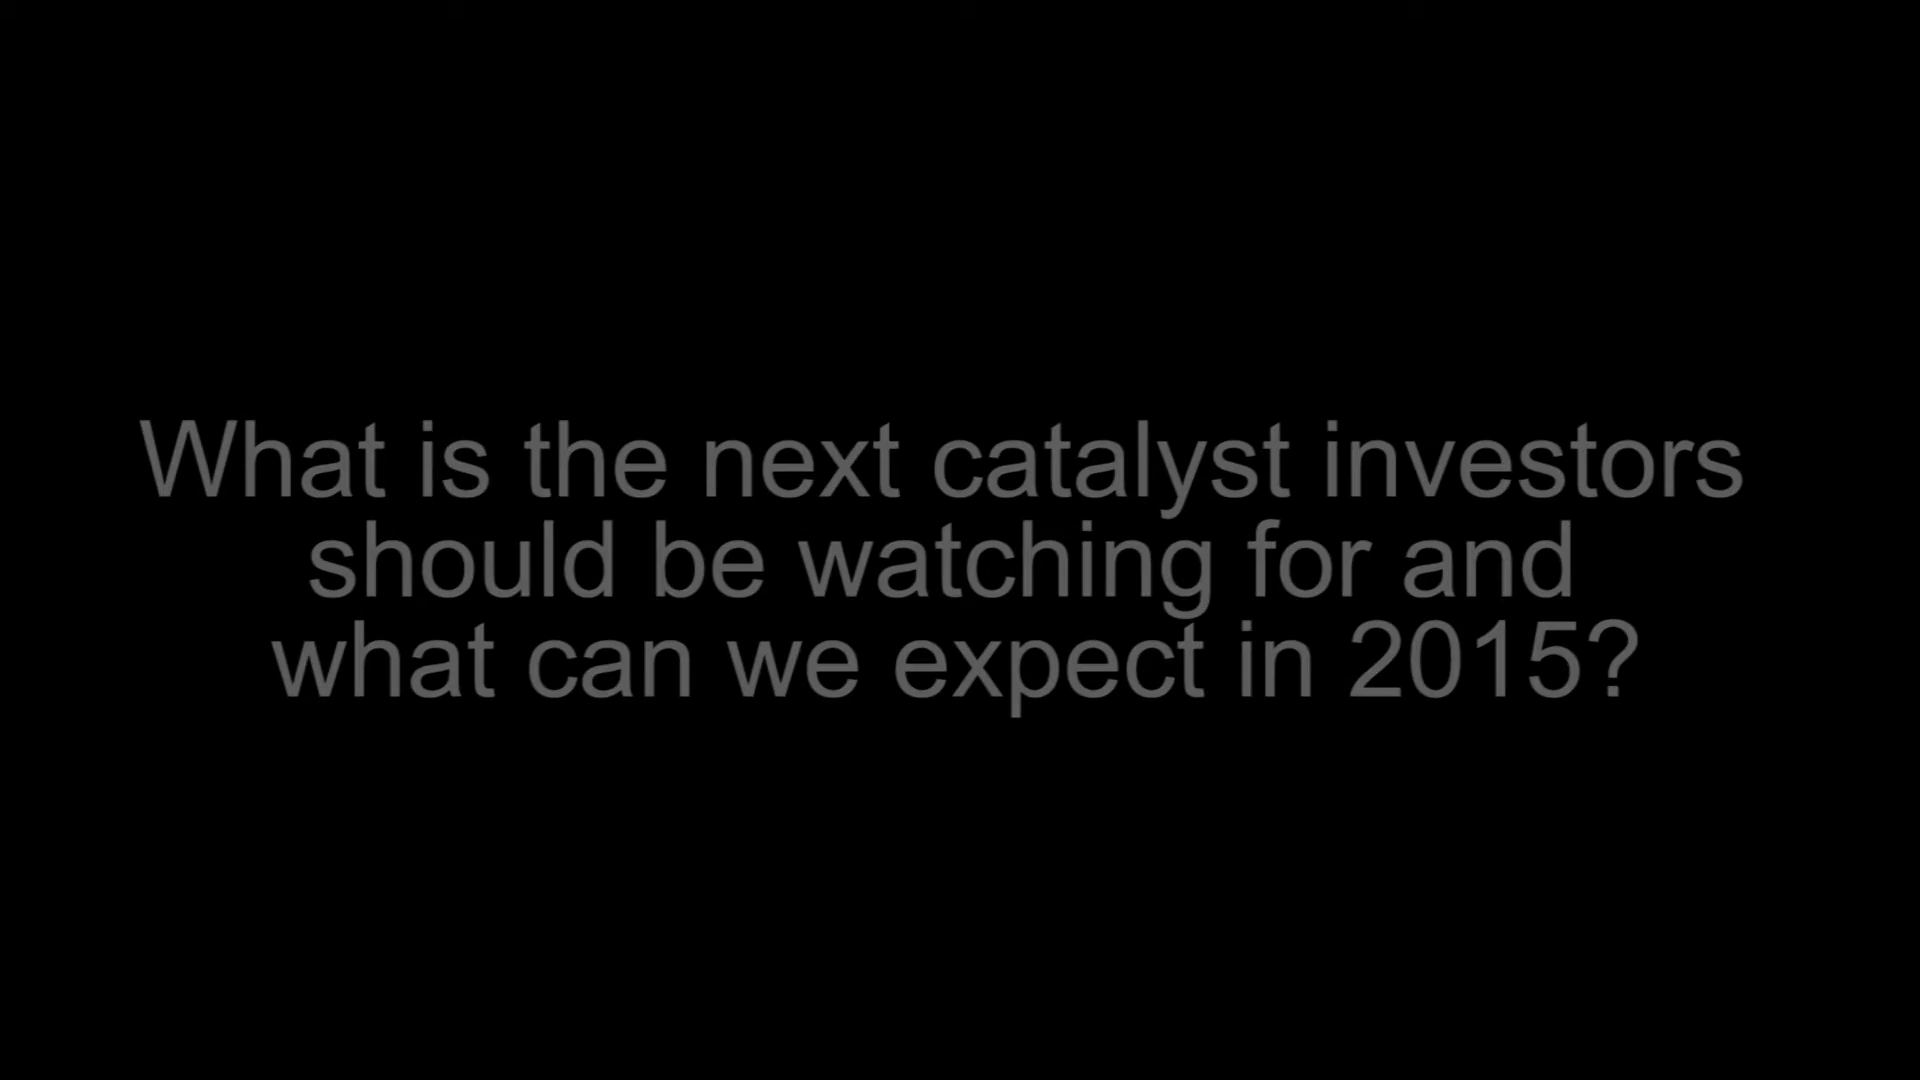 What is the next catalyst investors
should be watching for and
what can we expect in 2015?